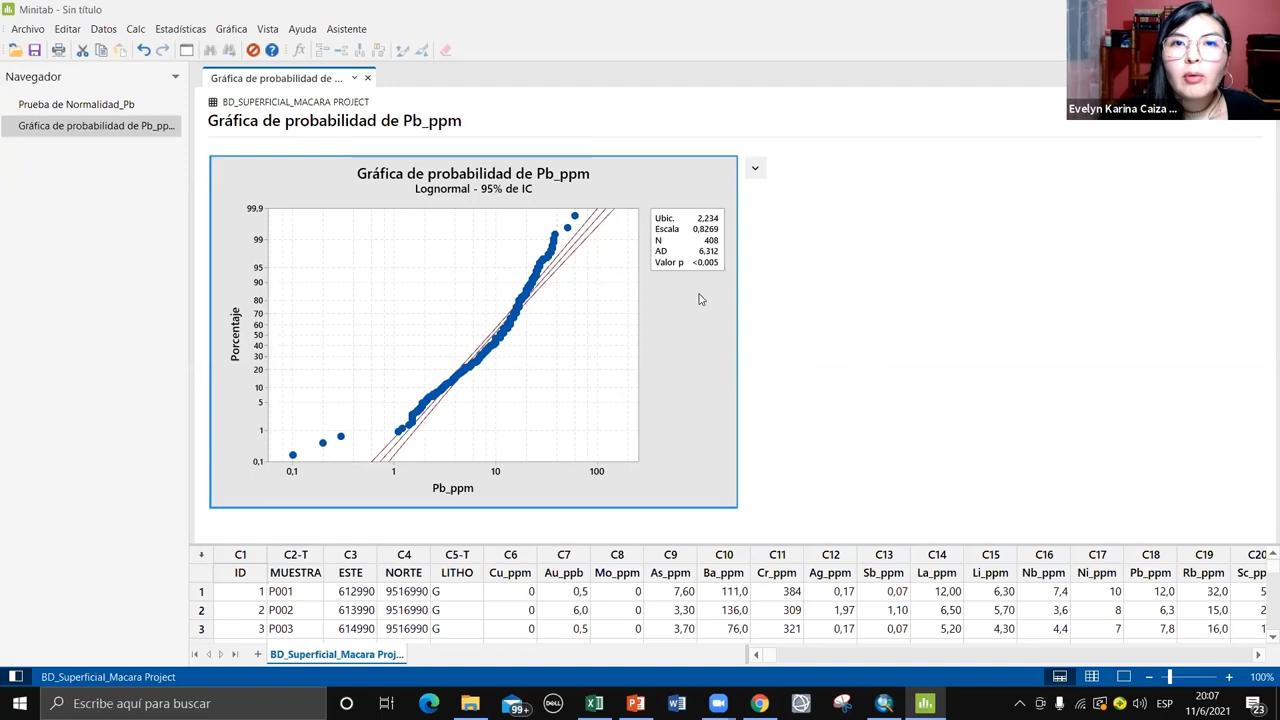 Minitab - Sin título
Archivo Editar Datos Calc Estadísticas Gráfica Vista Ayuda Asistente
Navegador
Prueba de Normalidad_Pb
Gráfica de probabilidad de Pb_pp...
Gráfica de probabilidad de ...
BD_SUPERFICIAL_MACARA PROJECT
Gráfica de probabilidad de Pb_ppm
Evelyn Karina Caiza ...
Gráfica de probabilidad de Pb_ppm
Lognormal - 95% de IC
99,9
99
95
90
80
70
60
50
40
30
20
10
5
1
0,1
Porcentaje
0,1 1 10 100
Pb_ppm
Ubic. 2,234
Escala 0,8269
N 408
AD 6,312
Valor p <0,005
C1 C2-T C3 C4 C5-T C6 C7 C8 C9 C10 C11 C12 C13 C14 C15 C16 C17 C18 C19 C20
ID MUESTRA ESTE NORTE LITHO Cu_ppm Au_ppb Mo_ppm As_ppm Ba_ppm Cr_ppm Ag_ppm Sb_ppm La_ppm Li_ppm Nb_ppm Ni_ppm Pb_ppm Rb_ppm Sc_pp
1 1 P001 612990 9516990 G 0 0,5 0 7,60 111,0 384 0,17 0,07 12,00 6,30 7,4 10 12,0 32,0 5
2 2 P002 613990 9516990 G 0 6,0 0 3,30 136,0 309 1,97 1,10 6,50 5,70 3,6 8 6,3 15,0 2
3 3 P003 614990 9516990 G 0 0,5 0 3,70 76,0 321 0,17 0,07 5,20 4,30 4,4 7 7,8 16,0 3
BD_Superficial_Macara Proj...
BD_Superficial_Macara Project
100%
Escribe aquí para buscar
99+
DELL
ESP
20:07
11/6/2021
23